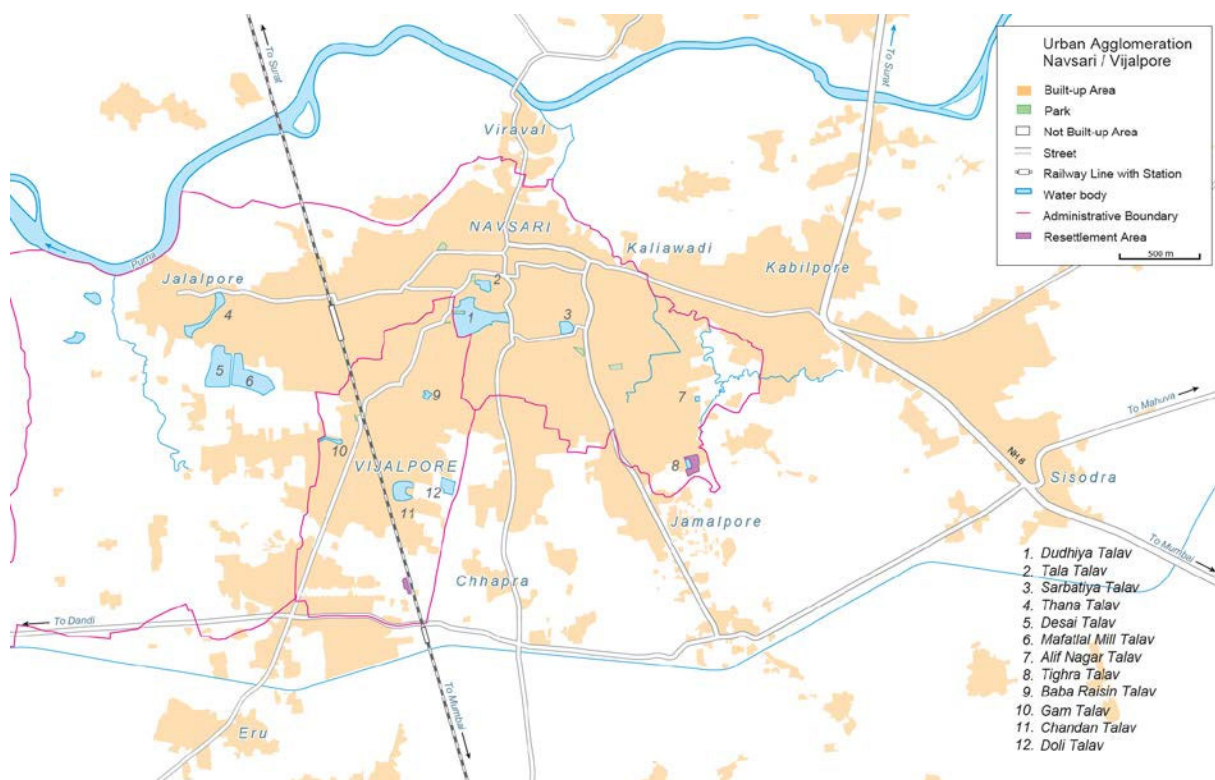 To Surat
To Surat
Urban Agglomeration
Navsari / Vijalpore
Built-up Area
Park
Not Built-up Area
Street
Railway Line with Station
Water body
Administrative Boundary
Resettlement Area
500 m
Viraval
NAVSARI
Kaliawadi
Kabilpore
Purna
Jalalpore
1
2
3
4
5
6
7
8
9
10
VIJALPORE
11
12
Jamalpore
NH 8
Sisodra
To Mahuva
To Mumbai
Chhapra
To Dandi
To Mumbai
Eru
1. Dudhiya Talav
2. Tala Talav
3. Sarbatiya Talav
4. Thana Talav
5. Desai Talav
6. Mafatlal Mill Talav
7. Alif Nagar Talav
8. Tighra Talav
9. Baba Raisin Talav
10. Gam Talav
11. Chandan Talav
12. Doli Talav